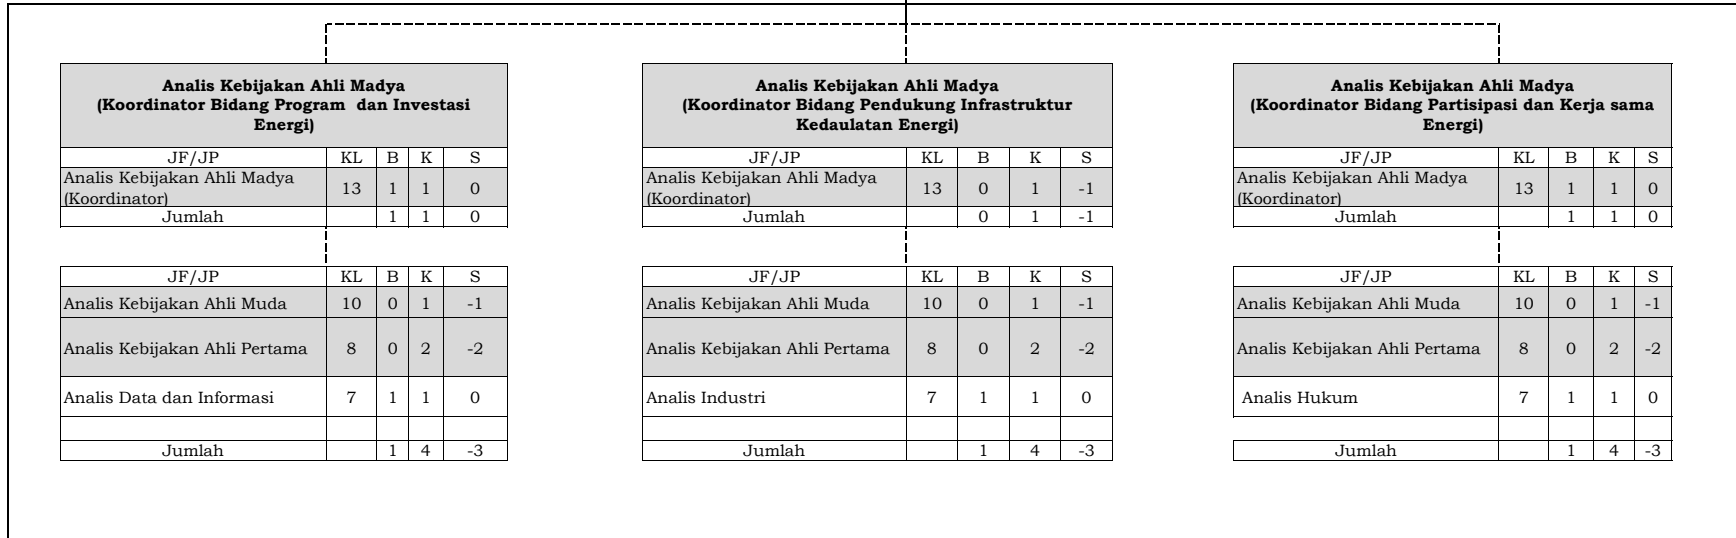 Analis Kebijakan Ahli Madya
(Koordinator Bidang Program dan Investasi
Energi)
JF/JP KL B K S
Analis Kebijakan Ahli Madya
(Koordinator) 13 1 1 0
Jumlah 1 1 0
JF/JP KL B K S
Analis Kebijakan Ahli Muda 10 0 1 -1
Analis Kebijakan Ahli Pertama 8 0 2 -2
Analis Data dan Informasi 7 1 1 0
Jumlah 1 4 -3
Analis Kebijakan Ahli Madya
(Koordinator Bidang Pendukung Infrastruktur
Kedaulatan Energi)
JF/JP KL B K S
Analis Kebijakan Ahli Madya
(Koordinator) 13 0 1 -1
Jumlah 0 1 -1
JF/JP KL B K S
Analis Kebijakan Ahli Muda 10 0 1 -1
Analis Kebijakan Ahli Pertama 8 0 2 -2
Analis Industri 7 1 1 0
Jumlah 1 4 -3
Analis Kebijakan Ahli Madya
(Koordinator Bidang Partisipasi dan Kerja sama
Energi)
JF/JP KL B K S
Analis Kebijakan Ahli Madya
(Koordinator) 13 1 1 0
Jumlah 1 1 0
JF/JP KL B K S
Analis Kebijakan Ahli Muda 10 0 1 -1
Analis Kebijakan Ahli Pertama 8 0 2 -2
Analis Hukum 7 1 1 0
Jumlah 1 4 -3